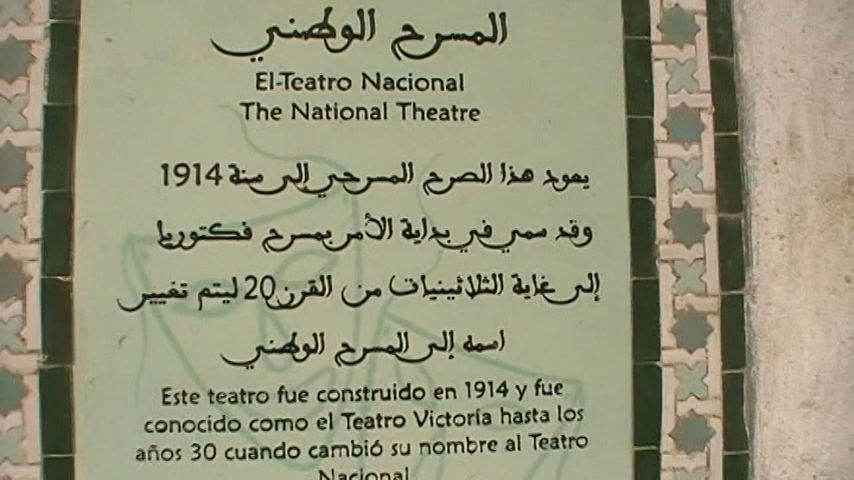 المسرح الوطني
El-Teatro Nacional
The National Theatre
يعود هذا الصرح المسرحي إلى سنة 1914
وقد سمي في بداية الأمر بمسرح فكتوريا
إلى غاية الثلاثينيات من القرن 20 ليتم تغيير
اسمه إلى المسرح الوطني
Este teatro fue construido en 1914 y fue
conocido como el Teatro Victoria hasta los
años 30 cuando cambió su nombre al Teatro
Nacional